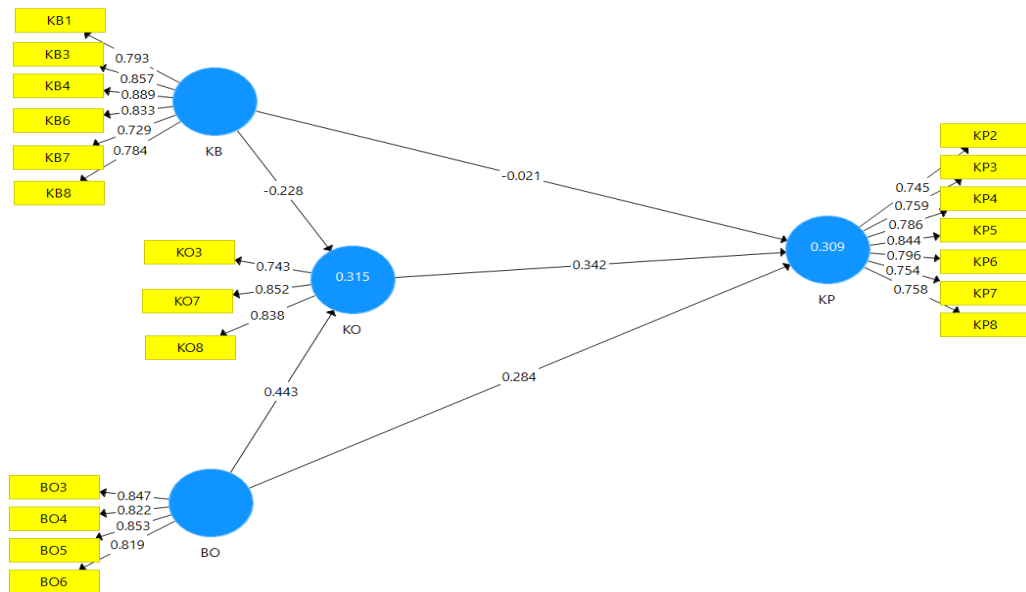 KB1
KB3
KB4
KB6
KB7
KB8
0.793
0.857
0.889
0.833
0.729
0.784
KB
-0.021
-0.228
KO3
KO7
KO8
0.743
0.852
0.838
0.315
KO
0.342
0.443
0.284
BO3
BO4
BO5
BO6
0.847
0.822
0.853
0.819
BO
0.309
KP
0.745
0.759
0.786
0.844
0.796
0.754
0.758
KP2
KP3
KP4
KP5
KP6
KP7
KP8